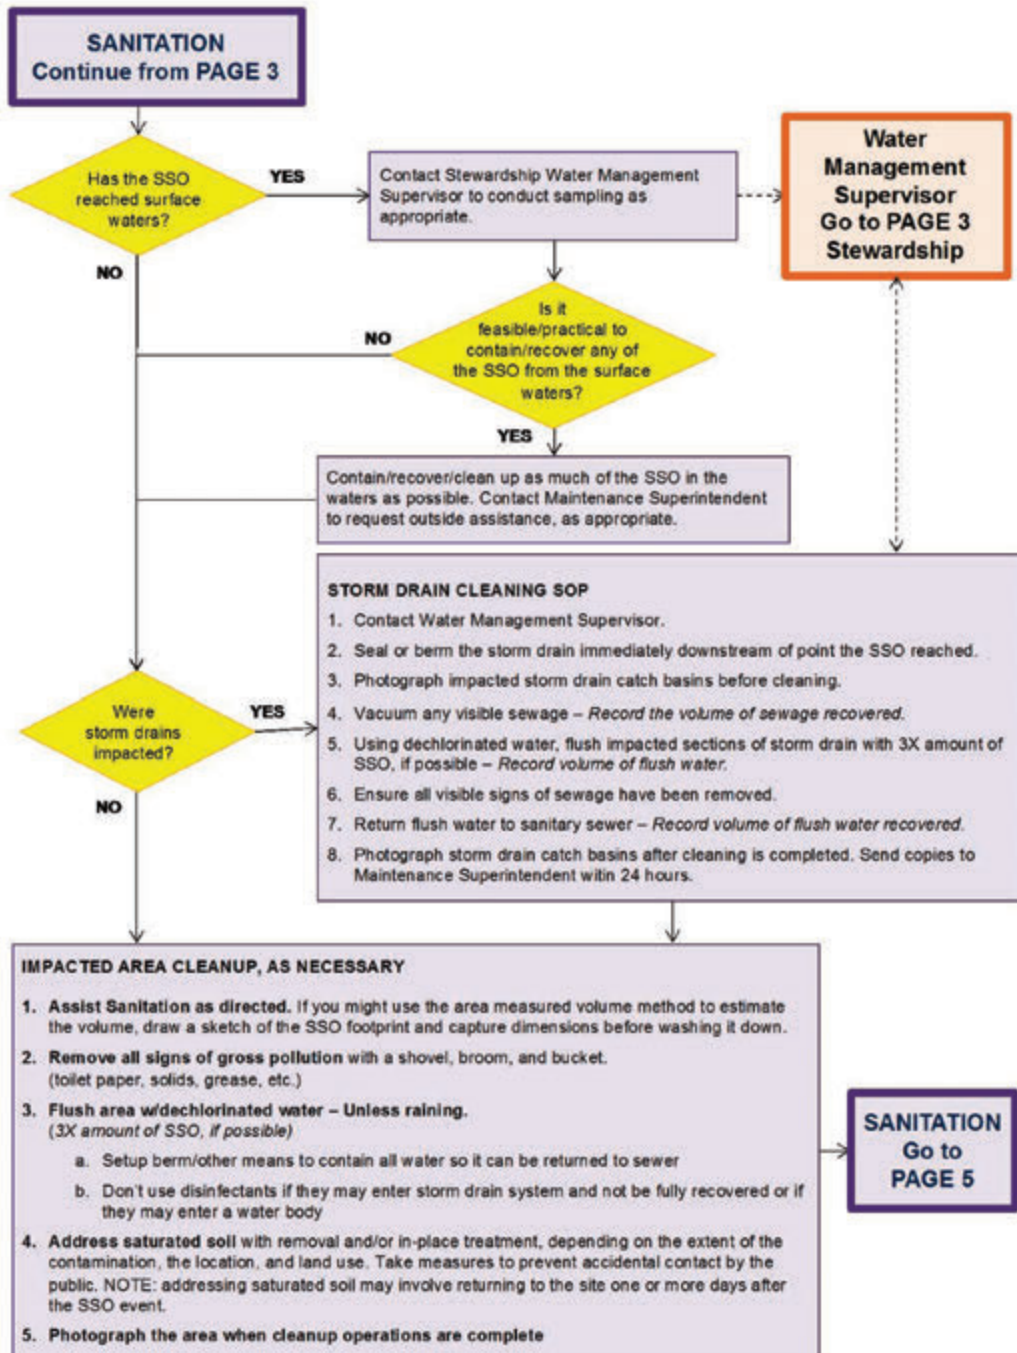 SANITATION
Continue from PAGE 3
Has the SSO
reached surface
waters?
YES
NO
Contact Stewardship Water Management
Supervisor to conduct sampling as
appropriate.
Water
Management
Supervisor
Go to PAGE 3
Stewardship
Is it
feasible/practical to
contain/recover any of
the SSO from the surface
waters?
NO
YES
Contain/recover/clean up as much of the SSO in the
waters as possible. Contact Maintenance Superintendent
to request outside assistance, as appropriate.
Were
storm drains
impacted?
YES
NO
STORM DRAIN CLEANING SOP
1. Contact Water Management Supervisor.
2. Seal or berm the storm drain immediately downstream of point the SSO reached.
3. Photograph impacted storm drain catch basins before cleaning.
4. Vacuum any visible sewage – Record the volume of sewage recovered.
5. Using dechlorinated water, flush impacted sections of storm drain with 3X amount of
SSO, if possible – Record volume of flush water.
6. Ensure all visible signs of sewage have been removed.
7. Return flush water to sanitary sewer – Record volume of flush water recovered.
8. Photograph storm drain catch basins after cleaning is completed. Send copies to
Maintenance Superintendent witin 24 hours.
IMPACTED AREA CLEANUP, AS NECESSARY
1. Assist Sanitation as directed. If you might use the area measured volume method to estimate
the volume, draw a sketch of the SSO footprint and capture dimensions before washing it down.
2. Remove all signs of gross pollution with a shovel, broom, and bucket.
(toilet paper, solids, grease, etc.)
3. Flush area w/dechlorinated water – Unless raining.
(3X amount of SSO, if possible)
a. Setup berm/other means to contain all water so it can be returned to sewer
b. Don't use disinfectants if they may enter storm drain system and not be fully recovered or if
they may enter a water body
4. Address saturated soil with removal and/or in-place treatment, depending on the extent of the
contamination, the location, and land use. Take measures to prevent accidental contact by the
public. NOTE: addressing saturated soil may involve returning to the site one or more days after
the SSO event.
5. Photograph the area when cleanup operations are complete
SANITATION
Go to
PAGE 5